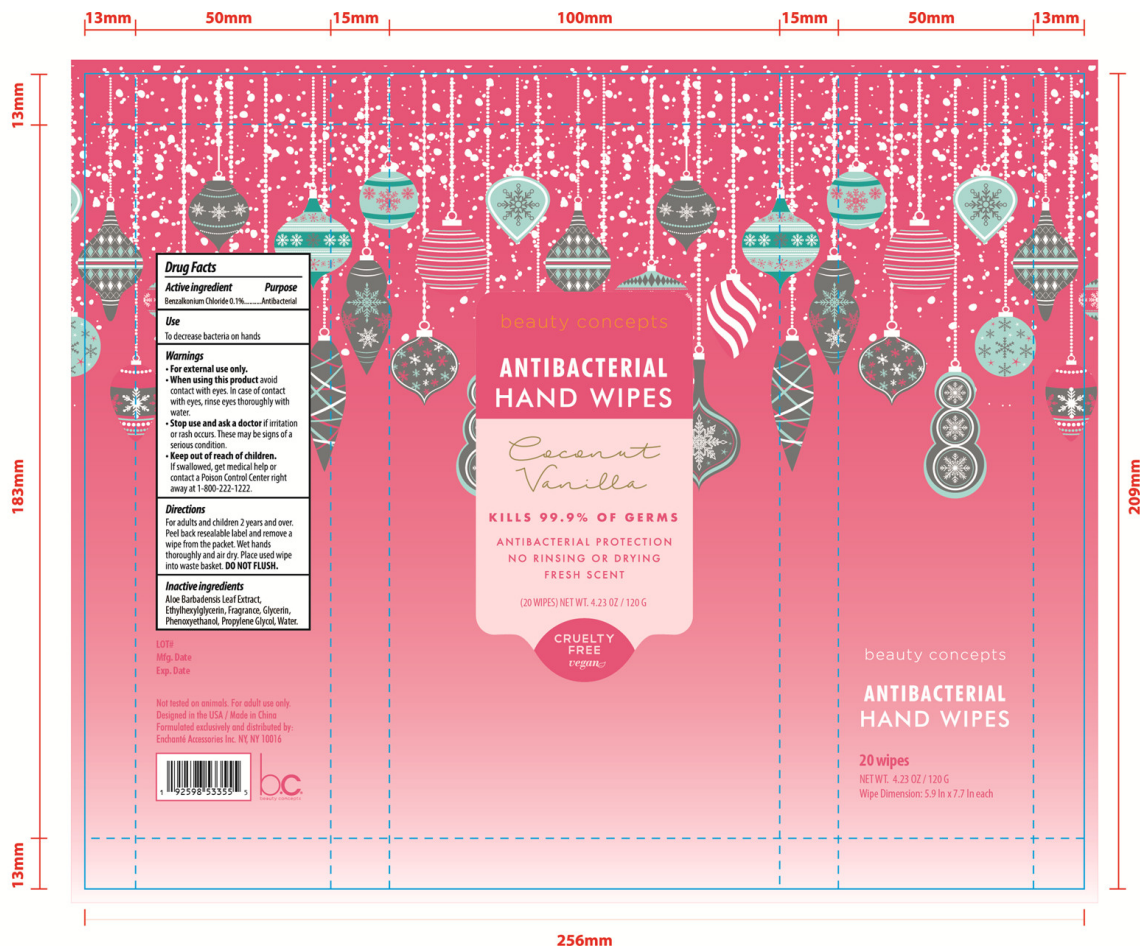 13mm 50mm 15mm 100mm 15mm 50mm 13mm
13mm
183mm
13mm
209mm
256mm
Drug Facts
Active ingredient Purpose
Benzalkonium Chloride 0.1%..........Antibacterial
Use
To decrease bacteria on hands
Warnings
• For external use only.
• When using this product avoid
contact with eyes. In case of contact
with eyes, rinse eyes thoroughly with
water.
• Stop use and ask a doctor if irritation
or rash occurs. These may be signs of a
serious condition.
• Keep out of reach of children.
If swallowed, get medical help or
contact a Poison Control Center right
away at 1-800-222-1222.
Directions
For adults and children 2 years and over.
Peel back resealable label and remove a
wipe from the packet. Wet hands
thoroughly and air dry. Place used wipe
into waste basket. DO NOT FLUSH.
Inactive ingredients
Aloe Barbadensis Leaf Extract,
Ethylhexylglycerin, Fragrance, Glycerin,
Phenoxyethanol, Propylene Glycol, Water.
LOT#
Mfg. Date
Exp. Date
Not tested on animals. For adult use only.
Designed in the USA / Made in China
Formulated exclusively and distributed by:
Enchanté Accessories Inc. NY, NY 10016
1 92598 53355 5
b.c.
beauty concepts
beauty concepts
ANTIBACTERIAL
HAND WIPES
Coconut
Vanilla
KILLS 99.9% OF GERMS
ANTIBACTERIAL PROTECTION
NO RINSING OR DRYING
FRESH SCENT
(20 WIPES) NET WT. 4.23 OZ / 120 G
CRUELTY
FREE
vegan
beauty concepts
ANTIBACTERIAL
HAND WIPES
20 wipes
NET WT. 4.23 OZ / 120 G
Wipe Dimension: 5.9 In x 7.7 In each